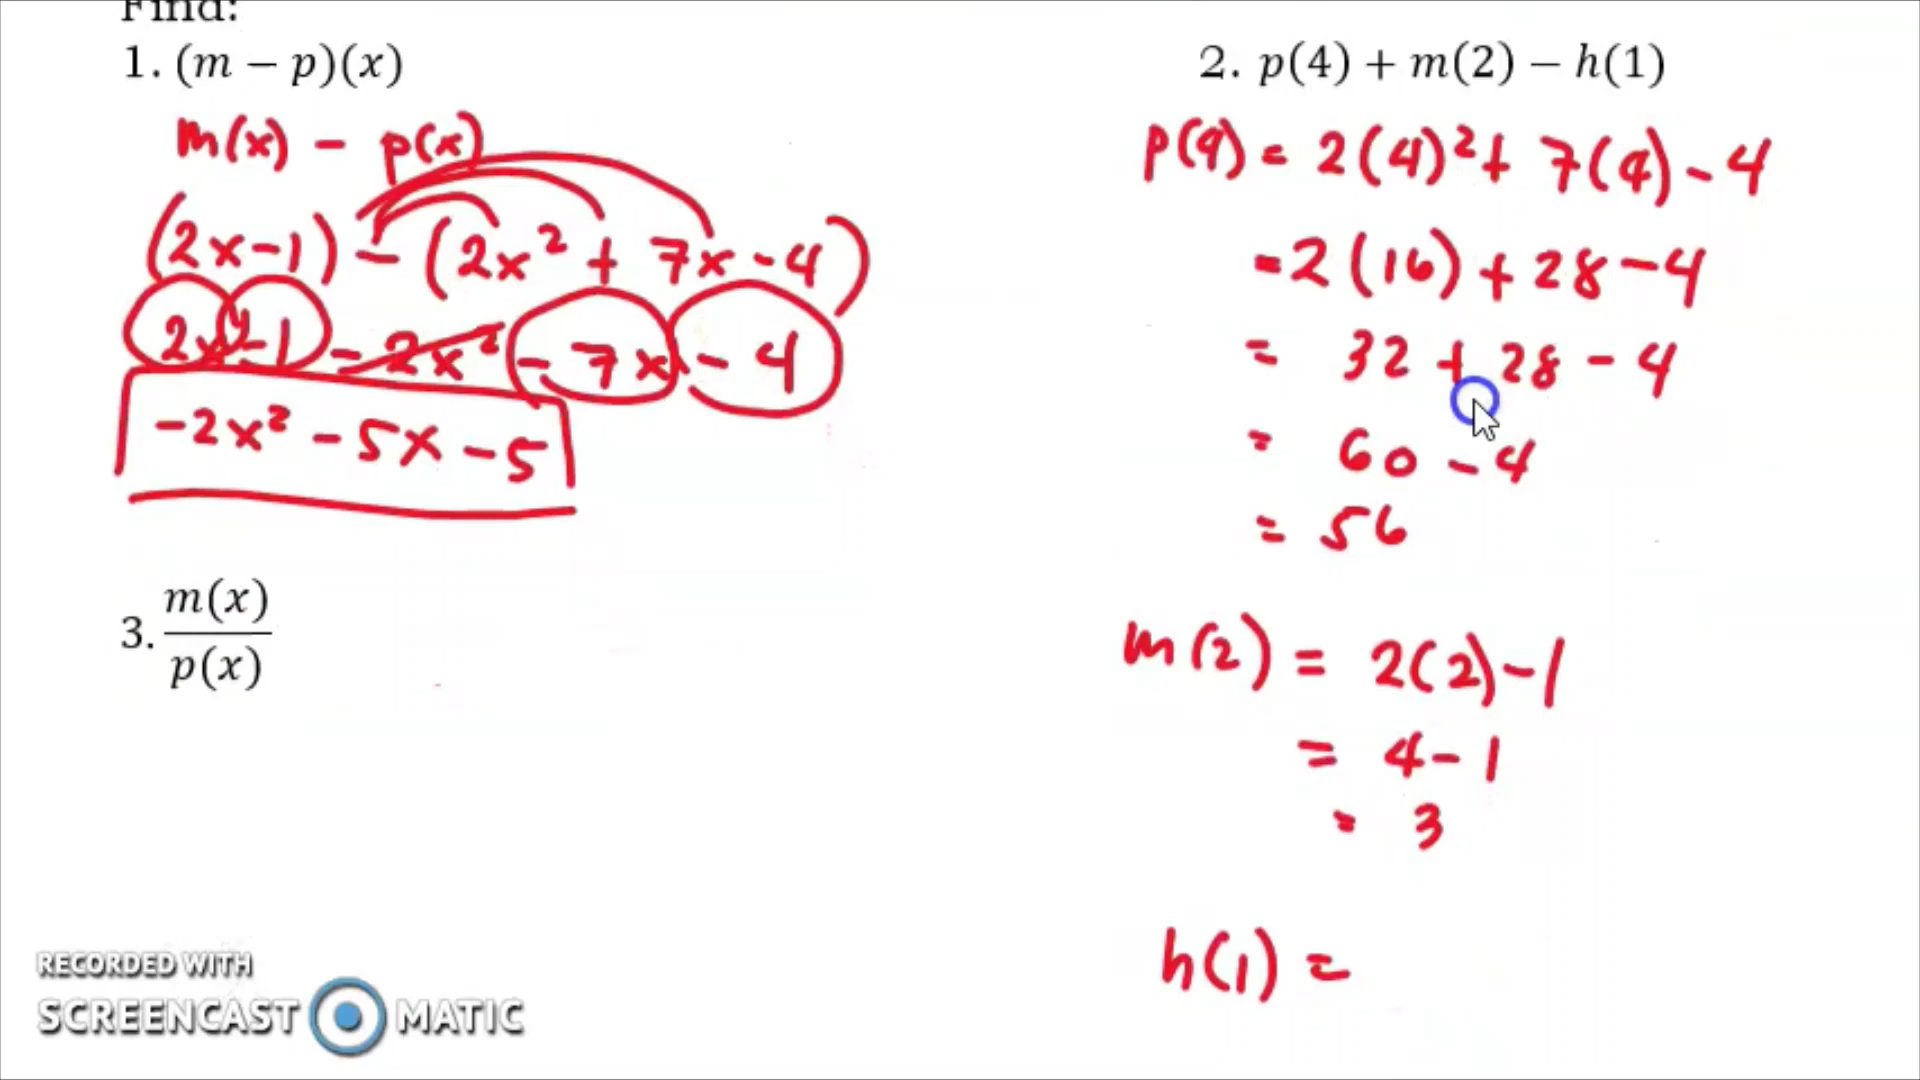 Find:
1. (m − p)(x)
m(x) − p(x)
(2x−1) − (2x² + 7x −4)
2x −1 − 2x² − 7x − 4
−2x² − 5x − 5
3. m(x)
p(x)
2. p(4) + m(2) − h(1)
p(4) = 2(4)² + 7(4) − 4
= 2(16) + 28 − 4
= 32 + 28 − 4
= 60 − 4
= 56
m(2) = 2(2) − 1
= 4 − 1
= 3
h(1) =
RECORDED WITH
SCREENCAST MATIC